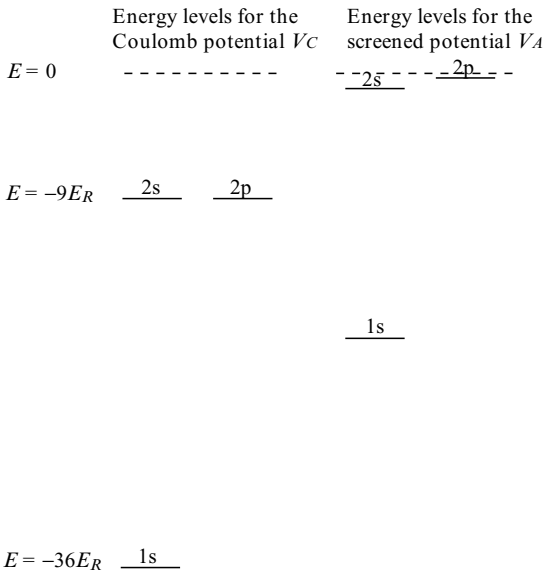 Energy levels for the
Coulomb potential VC
Energy levels for the
screened potential VA
E = 0
2s
2p
E = −9ER
2s
2p
1s
E = −36ER
1s